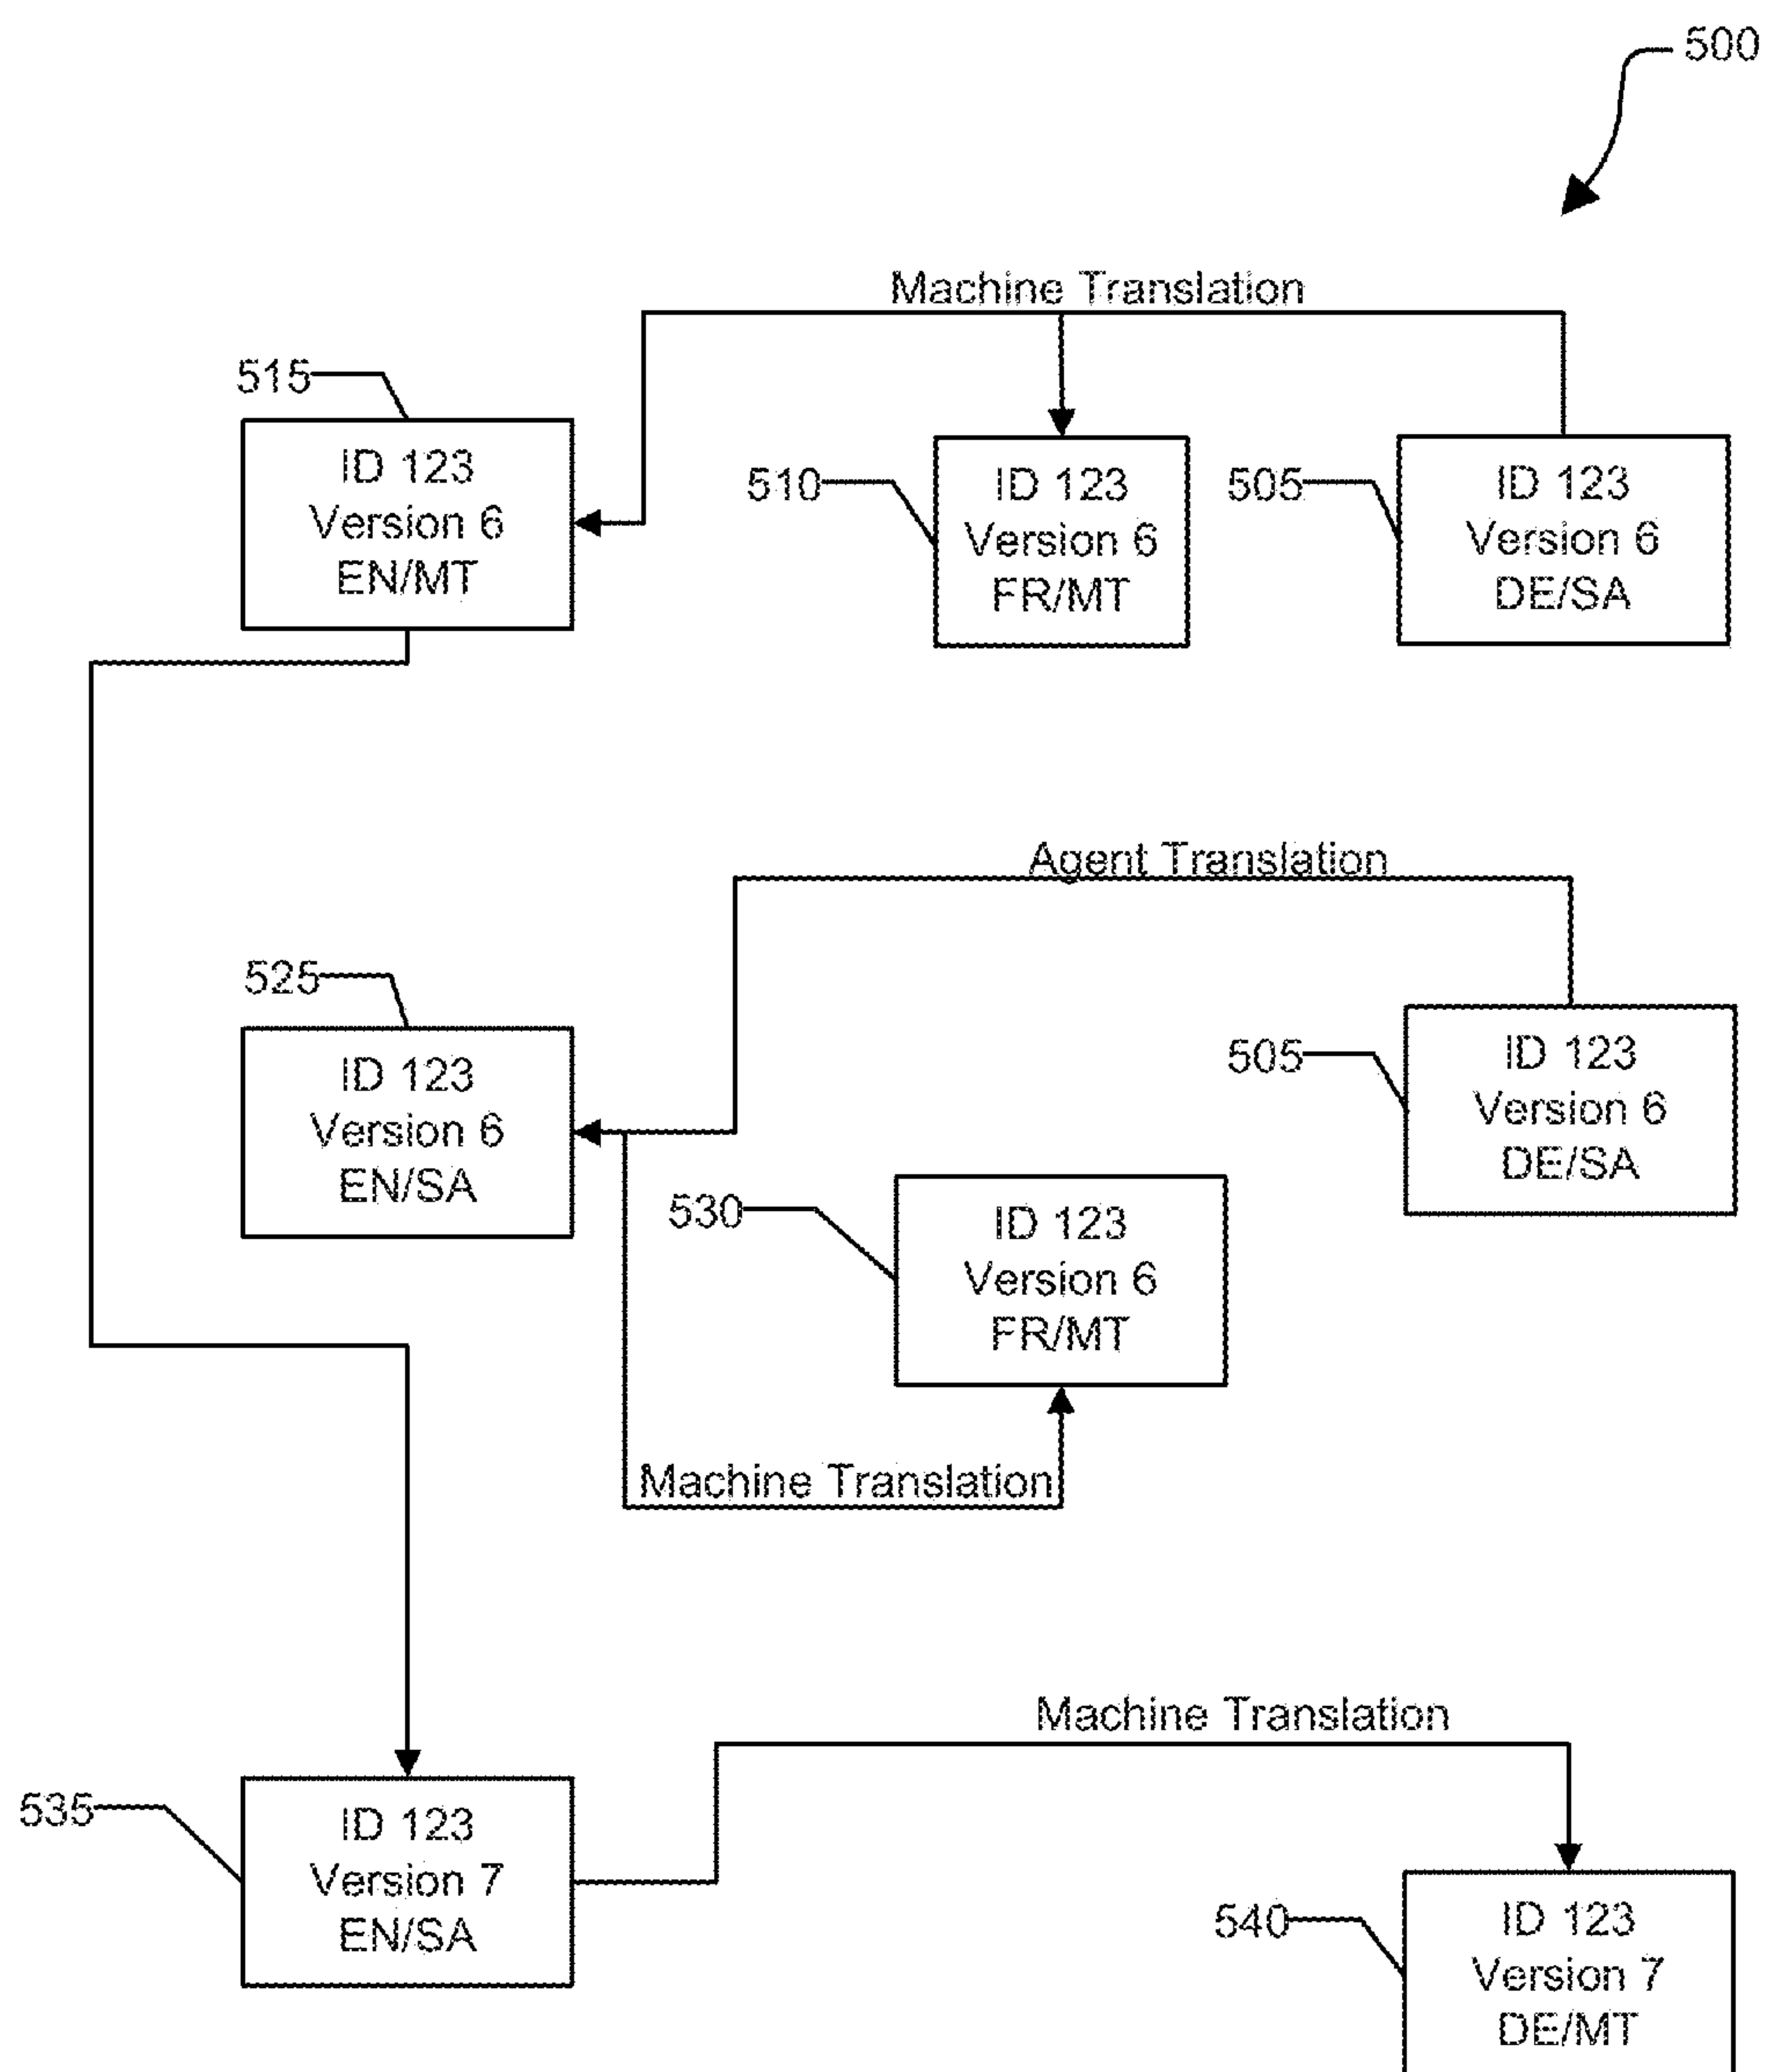 500
Machine Translation
515
ID 123
Version 6
EN/MT
510
ID 123
Version 6
FR/MT
505
ID 123
Version 6
DE/SA
Agent Translation
525
ID 123
Version 6
EN/SA
505
ID 123
Version 6
DE/SA
530
ID 123
Version 6
FR/MT
Machine Translation
Machine Translation
535
ID 123
Version 7
EN/SA
540
ID 123
Version 7
DE/MT